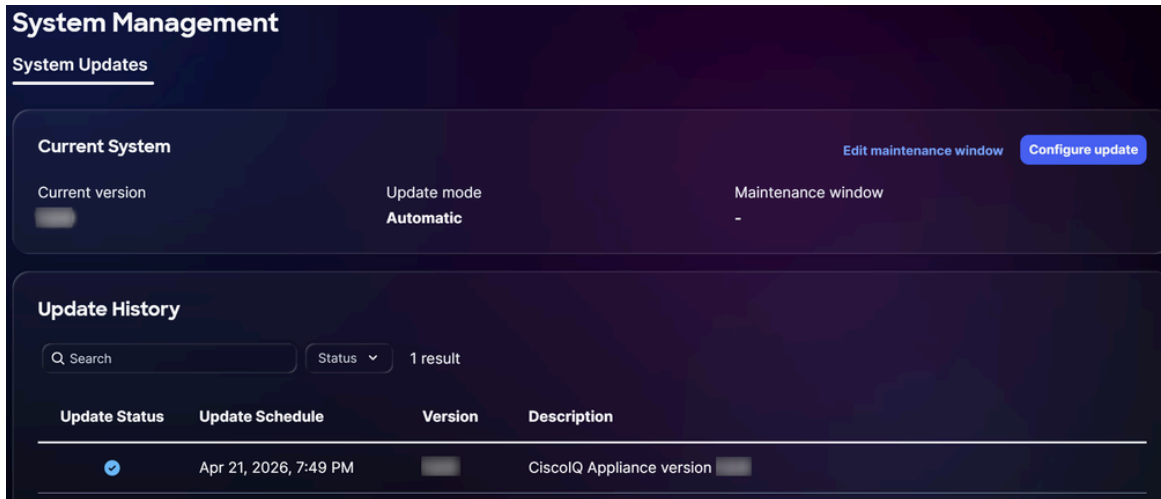 System Management
System Updates
Current System
Edit maintenance window
Configure update
Current version
Update mode
Maintenance window
Automatic
-
Update History
Search
Status
1 result
Update Status
Update Schedule
Version
Description
Apr 21, 2026, 7:49 PM
CiscoIQ Appliance version